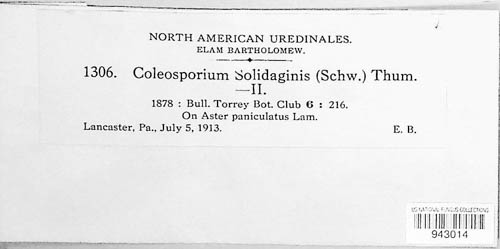 NORTH AMERICAN UREDINALES.
ELAM BARTHOLOMEW.
1306. Coleosporium Solidaginis (Schw.) Thum.
—II.
1878 : Bull. Torrey Bot. Club 6 : 216.
On Aster paniculatus Lam.
Lancaster, Pa., July 5, 1913. E. B.
US NATIONAL FUNGUS COLLECTIONS
943014